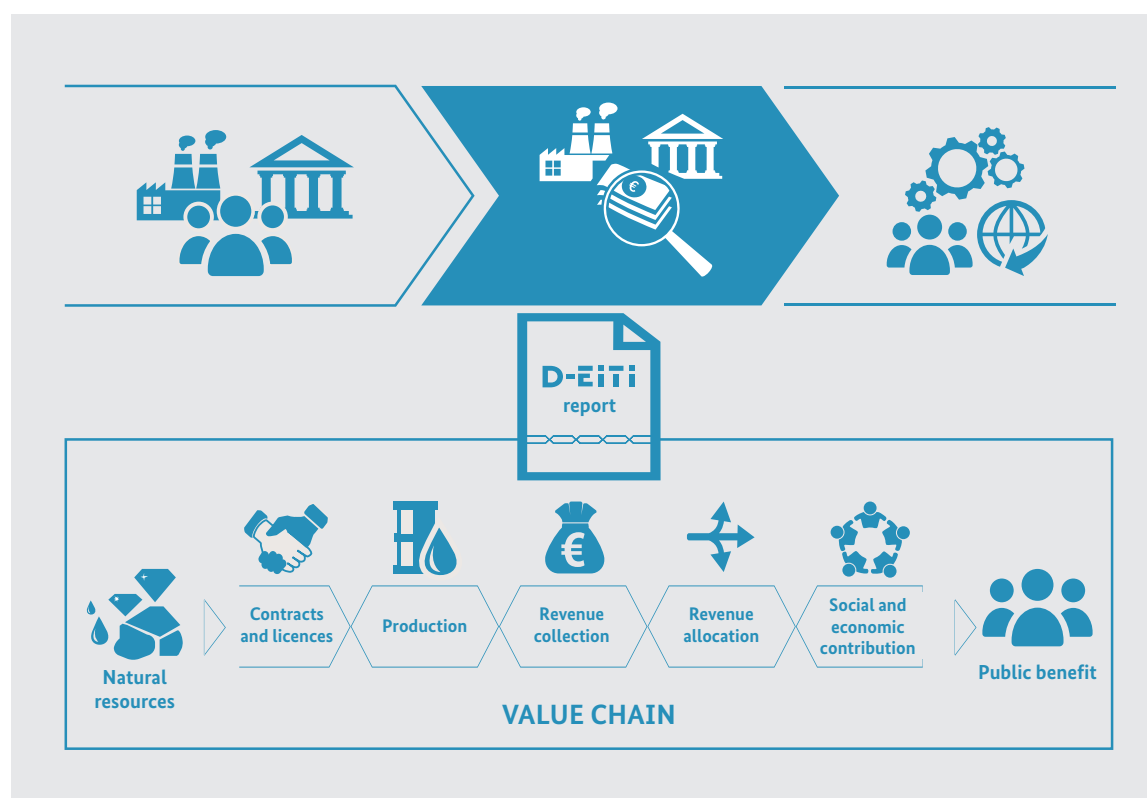 D-EiTi
report
Contracts
and licences
Production
Revenue
collection
Revenue
allocation
Social and
economic
contribution
Natural
resources
Public benefit
VALUE CHAIN
€
€